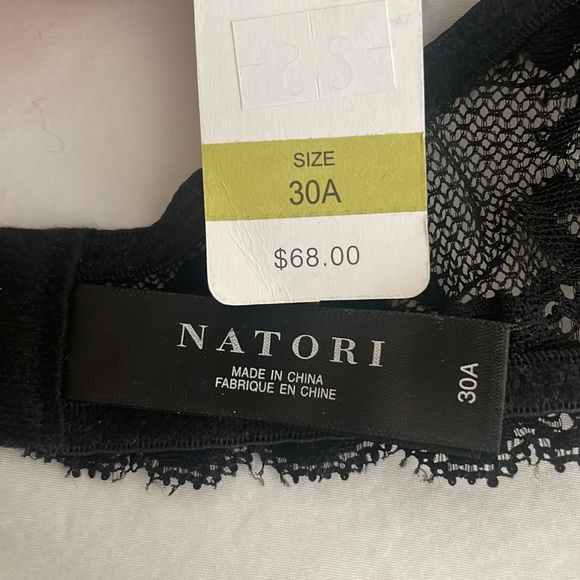 SIZE
30A
$68.00
NATORI
MADE IN CHINA
FABRIQUE EN CHINE
30A